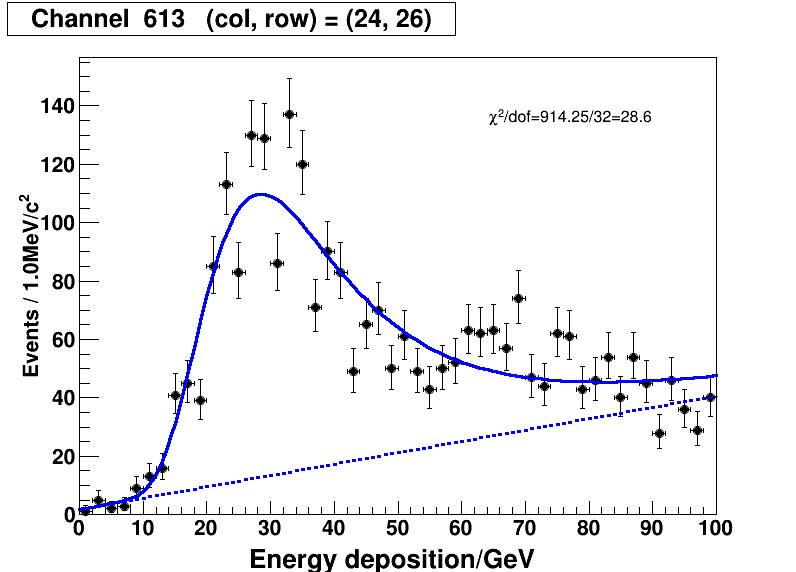 Channel 613 (col, row) = (24, 26)
χ²/dof=914.25/32=28.6
Events / 1.0MeV/c²
140
120
100
80
60
40
20
0
0 10 20 30 40 50 60 70 80 90 100
Energy deposition/GeV